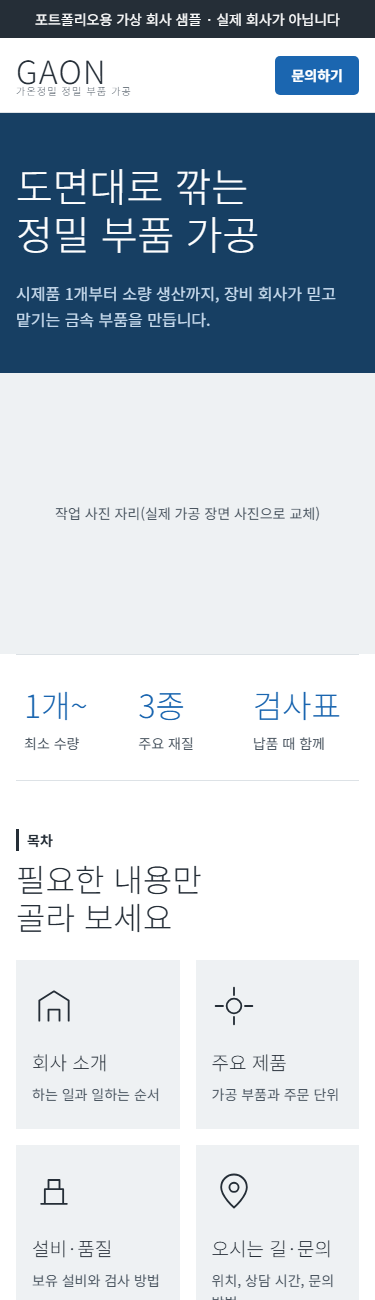 포트폴리오용 가상 회사 샘플 · 실제 회사가 아닙니다
GAON
가온정밀 정밀 부품 가공
문의하기
도면대로 깎는
정밀 부품 가공
시제품 1개부터 소량 생산까지, 장비 회사가 믿고
맡기는 금속 부품을 만듭니다.
작업 사진 자리(실제 가공 장면 사진으로 교체)
1개~
최소 수량
3종
주요 재질
검사표
납품 때 함께
목차
필요한 내용만
골라 보세요
회사 소개
하는 일과 일하는 순서
주요 제품
가공 부품과 주문 단위
설비·품질
보유 설비와 검사 방법
오시는 길·문의
위치, 상담 시간, 문의